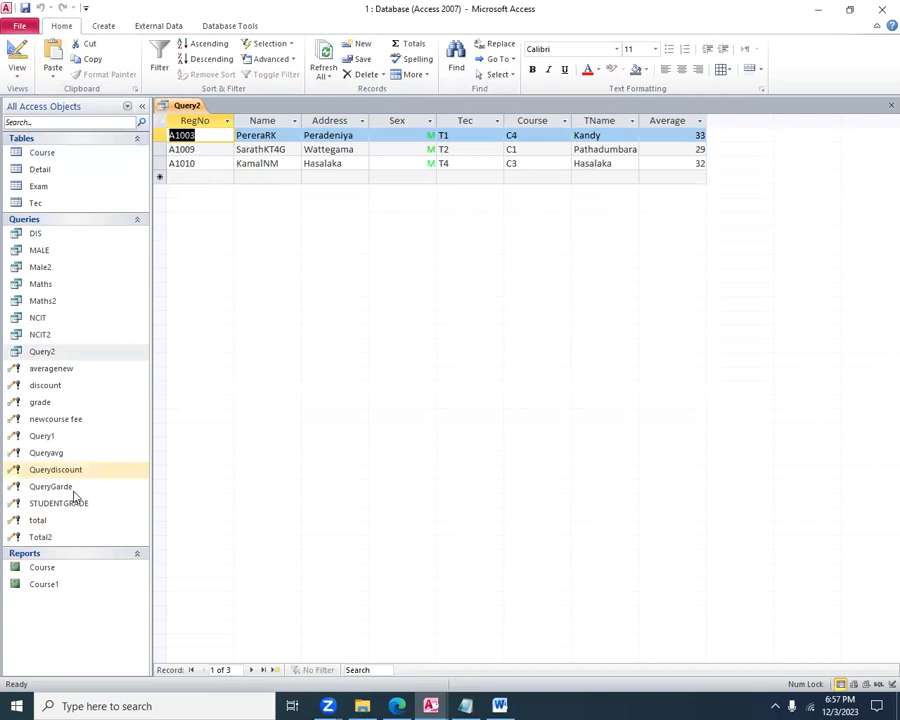 1 : Database (Access 2007) - Microsoft Access
File Home Create External Data Database Tools
View
Views
Paste
Cut
Copy
Format Painter
Clipboard
Filter
Ascending
Descending
Remove Sort
Selection
Advanced
Toggle Filter
Sort & Filter
Refresh
All
New
Save
Delete
Totals
Spelling
More
Records
Find
Replace
Go To
Select
Find
Calibri 11
B I U A
Text Formatting
All Access Objects
Search...
Tables
Course
Detail
Exam
Tec
Queries
DIS
MALE
Male2
Maths
Maths2
NCIT
NCIT2
Query2
averagenew
discount
grade
newcourse fee
Query1
Queryavg
Querydiscount
QueryGarde
STUDENTGRADE
total
Total2
Reports
Course
Course1
Query2
RegNo Name Address Sex Tec Course TName Average
A1003 PereraRK Peradeniya M T1 C4 Kandy 33
A1009 SarathKT4G Wattegama M T2 C1 Pathadumbara 29
A1010 KamalNM Hasalaka M T4 C3 Hasalaka 32
Record: 1 of 3 No Filter Search
Ready Num Lock SQL
Type here to search
6:57 PM
12/3/2023